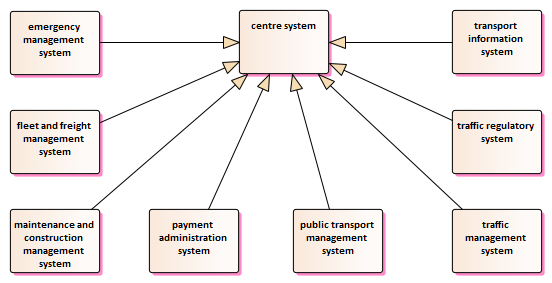 emergency
management
system
centre system
transport
information
system
fleet and freight
management
system
traffic regulatory
system
maintenance and
construction
management
system
payment
administration
system
public transport
management
system
traffic
management
system